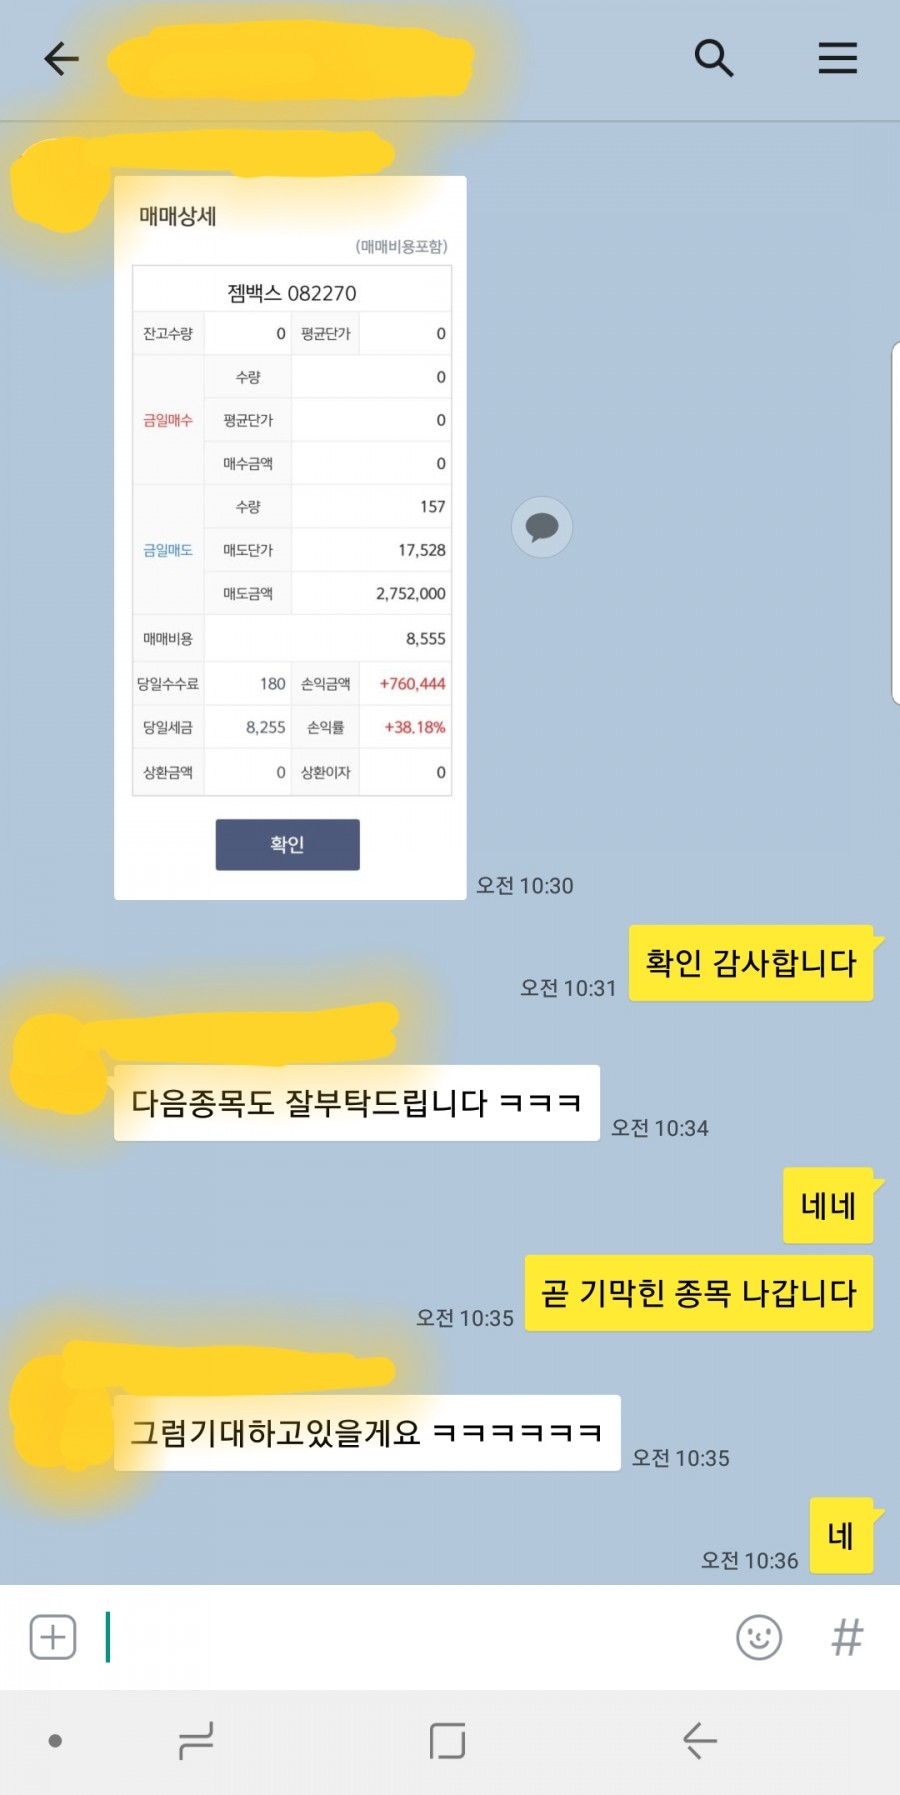 매매상세
(매매비용포함)
젬백스 082270
잔고수량 0 평균단가 0
금일매수 수량 0
평균단가 0
매수금액 0
금일매도 수량 157
매도단가 17,528
매도금액 2,752,000
매매비용 8,555
당일수수료 180 손익금액 +760,444
당일세금 8,255 손익률 +38.18%
상환금액 0 상환이자 0
확인
오전 10:30
확인 감사합니다
오전 10:31
다음종목도 잘부탁드립니다 ㅋㅋㅋ
오전 10:34
네네
곧 기막힌 종목 나갑니다
오전 10:35
그럼기대하고있을게요 ㅋㅋㅋㅋㅋㅋ
오전 10:35
네
오전 10:36
#